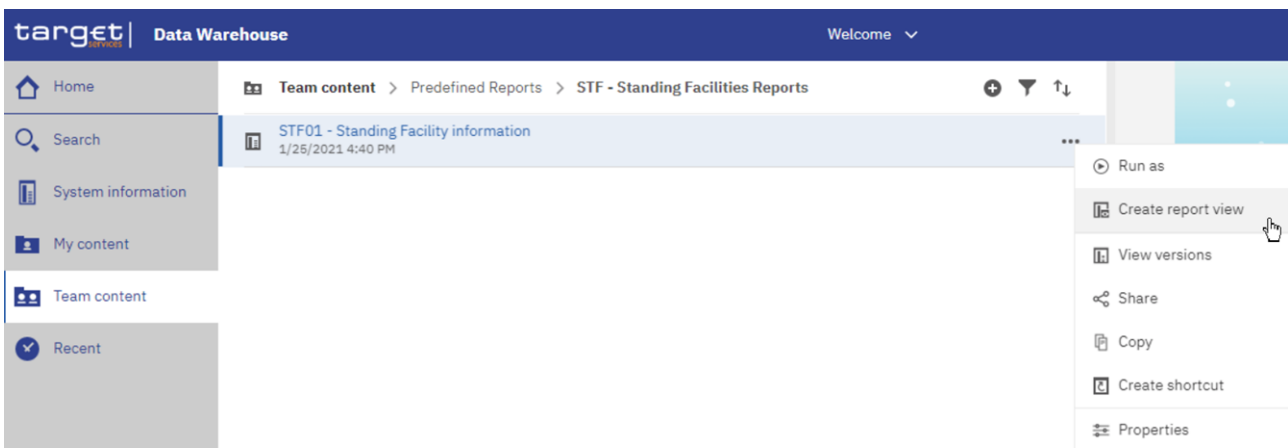 target services Data Warehouse Welcome
Home
Team content > Predefined Reports > STF - Standing Facilities Reports
Search
STF01 - Standing Facility information
1/25/2021 4:40 PM
Run as
System information
Create report view
My content
View versions
Team content
Share
Recent
Copy
Create shortcut
Properties